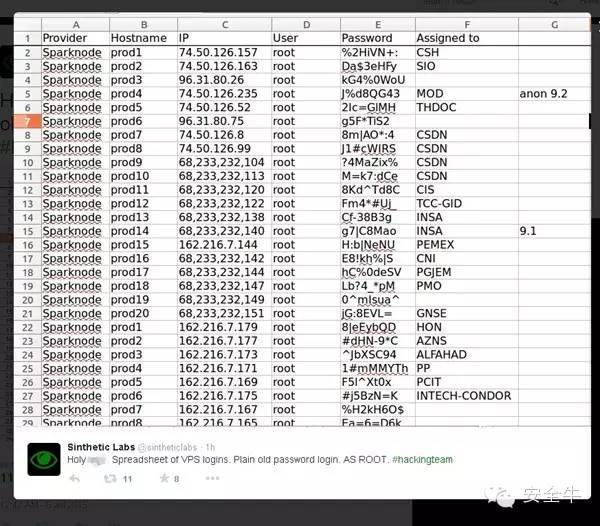 A B C D E F G
1 Provider Hostname IP User Password Assigned to
2 Sparknode prod1 74.50.126.157 root %2HiVN+: CSH
3 Sparknode prod2 74.50.126.163 root Da$3eHFy SIO
4 Sparknode prod3 96.31.80.26 root kG4%0WoU
5 Sparknode prod4 74.50.126.235 root J%d8QG43 MOD anon 9.2
6 Sparknode prod5 74.50.126.52 root 2Ic=GIMH THDOC
7 Sparknode prod6 96.31.80.75 root g5F*TiS2
8 Sparknode prod7 74.50.126.8 root 8m|AO*:4 CSDN
9 Sparknode prod8 74.50.126.99 root J1#cWIRS CSDN
10 Sparknode prod9 68,233,232,104 root ?4MaZix% CSDN
11 Sparknode prod10 68,233,232,113 root M=k7:dCe CSDN
12 Sparknode prod11 68,233,232,120 root 8Kd^Td8C CIS
13 Sparknode prod12 68,233,232,122 root Fm4*#Uj_ TCC-GID
14 Sparknode prod13 68,233,232,138 root Cf-38B3g INSA
15 Sparknode prod14 68,233,232,140 root g7|C8Mao INSA 9.1
16 Sparknode prod15 162.216.7.144 root H:b|NeNU PEMEX
17 Sparknode prod16 68,233,232,142 root E8!kh%|S CNI
18 Sparknode prod17 68,233,232,144 root hC%0deSV PGJEM
19 Sparknode prod18 68,233,232,147 root Lb?4_*pM PMO
20 Sparknode prod19 68,233,232,149 root 0^mIsua^
21 Sparknode prod20 68,233,232,151 root jG:8EVL= GNSE
22 Sparknode prod1 162.216.7.179 root 8|eEybQD HON
23 Sparknode prod2 162.216.7.177 root #dHN-9*C AZNS
24 Sparknode prod3 162.216.7.173 root ^JbXSC94 ALFAHAD
25 Sparknode prod4 162.216.7.171 root 1#mMMYTh PP
26 Sparknode prod5 162.216.7.169 root F5I^Xt0x PCIT
27 Sparknode prod6 162.216.7.175 root #j5BzN=K INTECH-CONDOR
28 Sparknode prod7 162.216.7.167 root %H2kH6O$
29 Sparknode prod8 162.216.7.165 root Ea=6=D6k
Sinthetic Labs @sintheticlabs · 1h
Holy . Spreadsheet of VPS logins. Plain old password login. AS ROOT. #hackingteam
11 8
安全牛